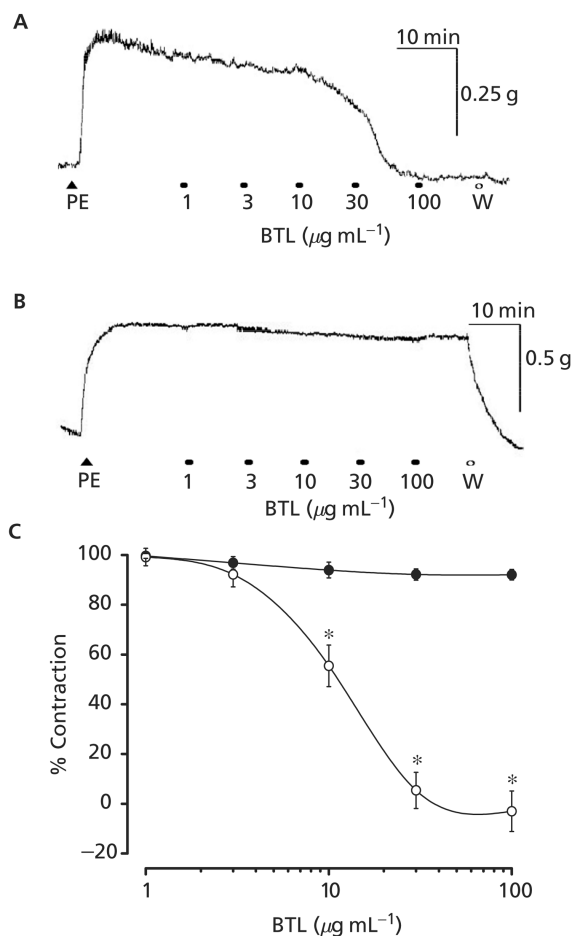 A
10 min
0.25 g
PE 1 3 10 30 100 W
BTL (μg mL⁻¹)
B
10 min
0.5 g
PE 1 3 10 30 100 W
BTL (μg mL⁻¹)
C
100
80
60
40
20
0
−20
% Contraction
*
*
*
1 10 100
BTL (μg mL⁻¹)